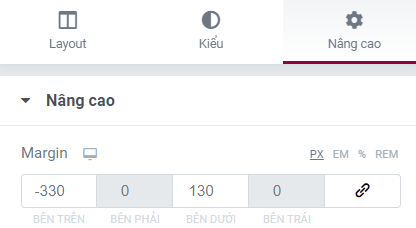 Layout Kiểu Nâng cao
Nâng cao
Margin PX EM % REM
-330 0 130 0
BÊN TRÊN BÊN PHẢI BÊN DƯỚI BÊN TRÁI